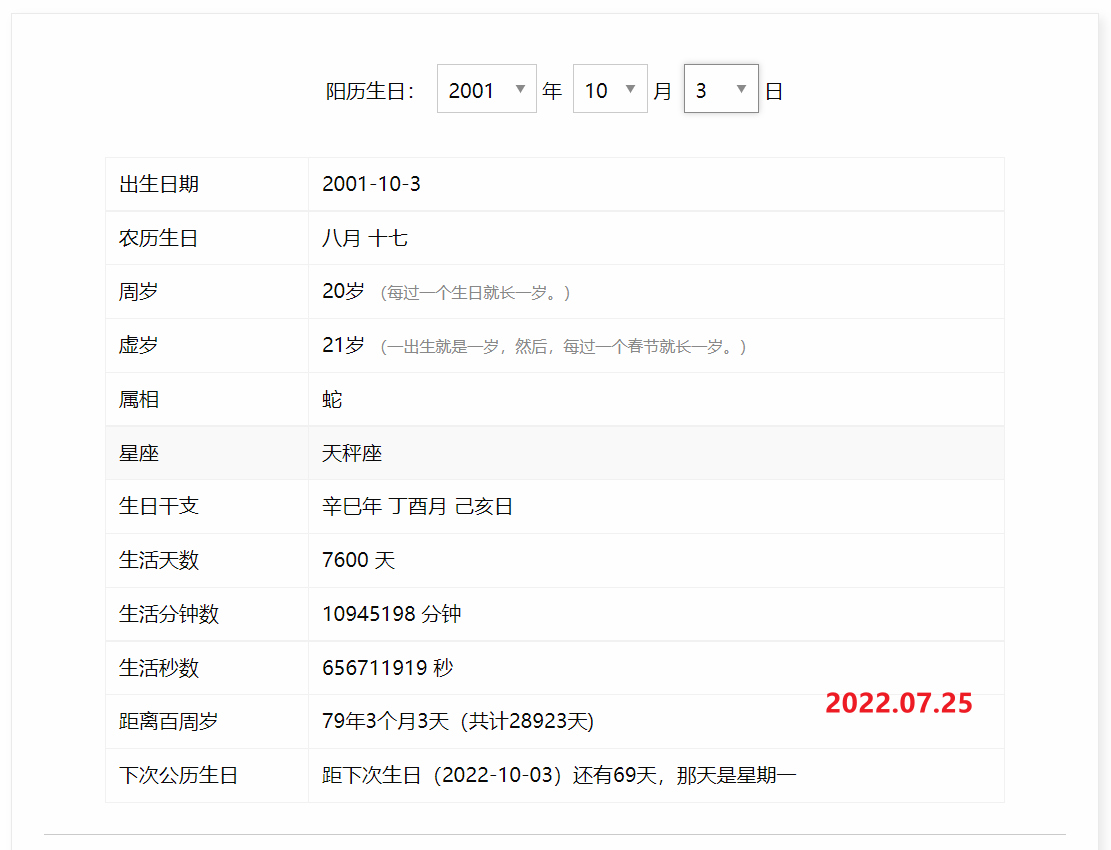 阳历生日： 2001 年 10 月 3 日
出生日期 2001-10-3
农历生日 八月 十七
周岁 20岁 （每过一个生日就长一岁。）
虚岁 21岁 （一出生就是一岁，然后，每过一个春节就长一岁。）
属相 蛇
星座 天秤座
生日干支 辛巳年 丁酉月 己亥日
生活天数 7600 天
生活分钟数 10945198 分钟
生活秒数 656711919 秒
2022.07.25
距离百周岁 79年3个月3天（共计28923天)
下次公历生日 距下次生日（2022-10-03）还有69天，那天是星期一